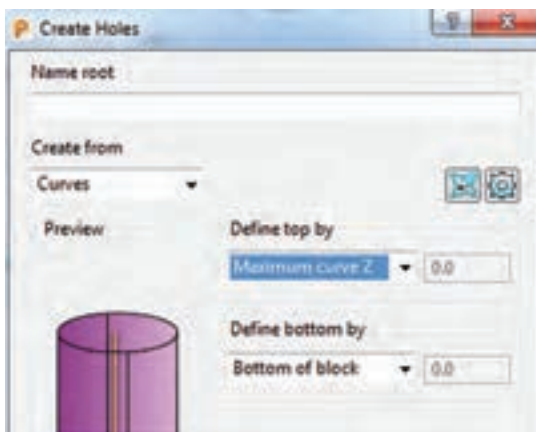 Create Holes
Name root
Create from
Curves
Preview
Define top by
Maximum curve Z
0.0
Define bottom by
Bottom of block
0.0